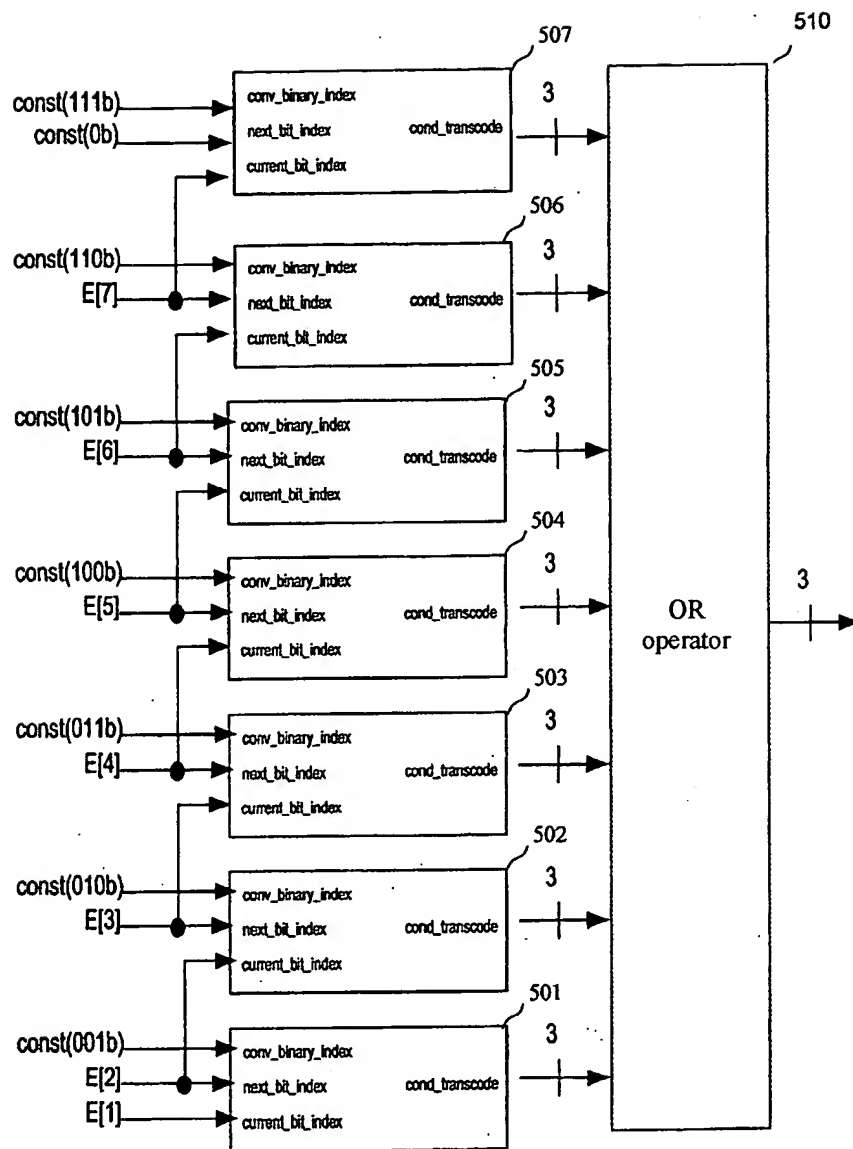 507
510
const(111b)
conv_binary_index
3
const(0b)
next_bit_index
cond_transcode
current_bit_index
506
const(110b)
conv_binary_index
3
E[7]
next_bit_index
cond_transcode
current_bit_index
505
const(101b)
conv_binary_index
3
E[6]
next_bit_index
cond_transcode
current_bit_index
504
const(100b)
conv_binary_index
3
E[5]
next_bit_index
cond_transcode
current_bit_index
OR
operator
3
503
const(011b)
conv_binary_index
3
E[4]
next_bit_index
cond_transcode
current_bit_index
502
const(010b)
conv_binary_index
3
E[3]
next_bit_index
cond_transcode
current_bit_index
501
const(001b)
conv_binary_index
3
E[2]
next_bit_index
cond_transcode
E[1]
current_bit_index